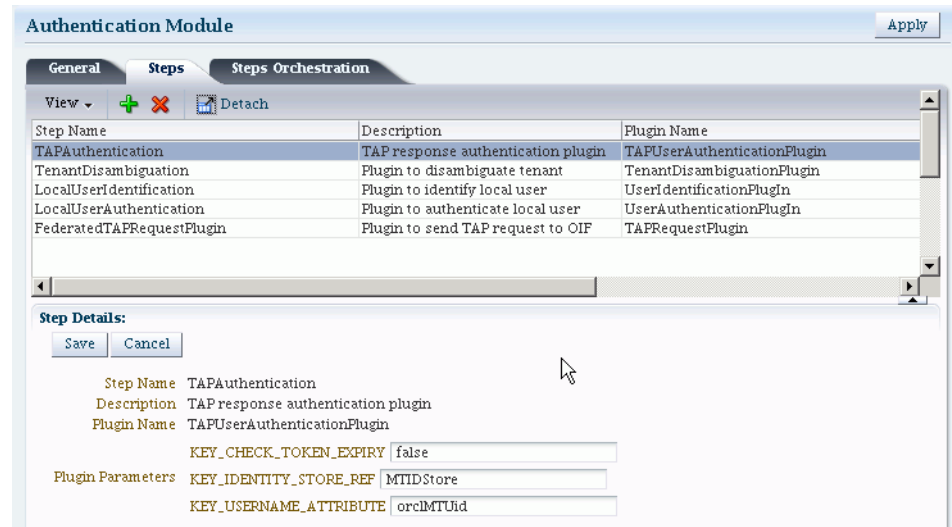 Authentication Module
Apply
General Steps Steps Orchestration
View Detach
Step Name Description Plugin Name
TAPAuthentication TAP response authentication plugin TAPUserAuthenticationPlugin
TenantDisambiguation Plugin to disambiguate tenant TenantDisambiguationPlugin
LocalUserIdentification Plugin to identify local user UserIdentificationPlugIn
LocalUserAuthentication Plugin to authenticate local user UserAuthenticationPlugIn
FederatedTAPRequestPlugin Plugin to send TAP request to OIF TAPRequestPlugin
Step Details:
Save Cancel
Step Name TAPAuthentication
Description TAP response authentication plugin
Plugin Name TAPUserAuthenticationPlugin
KEY_CHECK_TOKEN_EXPIRY false
Plugin Parameters KEY_IDENTITY_STORE_REF MTIDStore
KEY_USERNAME_ATTRIBUTE orclMTUid